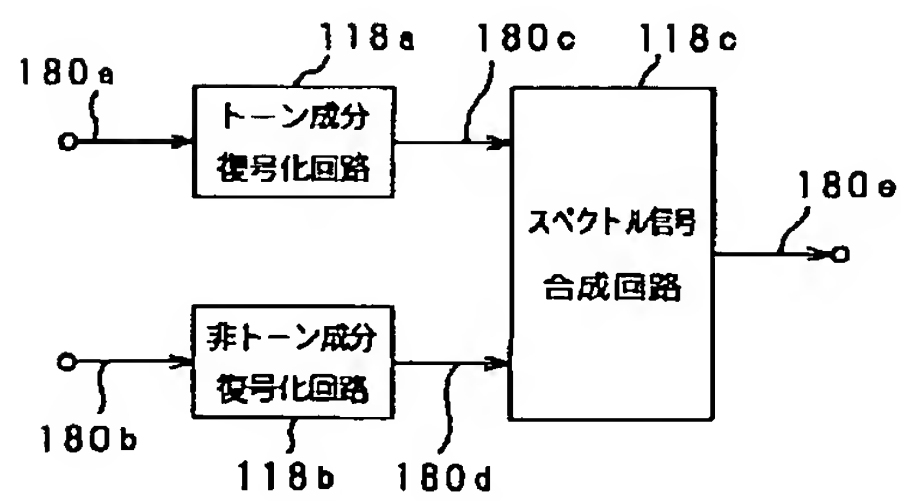 118a
180c
118c
180a
トーン成分
復号化回路
180e
スペクトル信号
合成回路
非トーン成分
復号化回路
180b
118b
180d